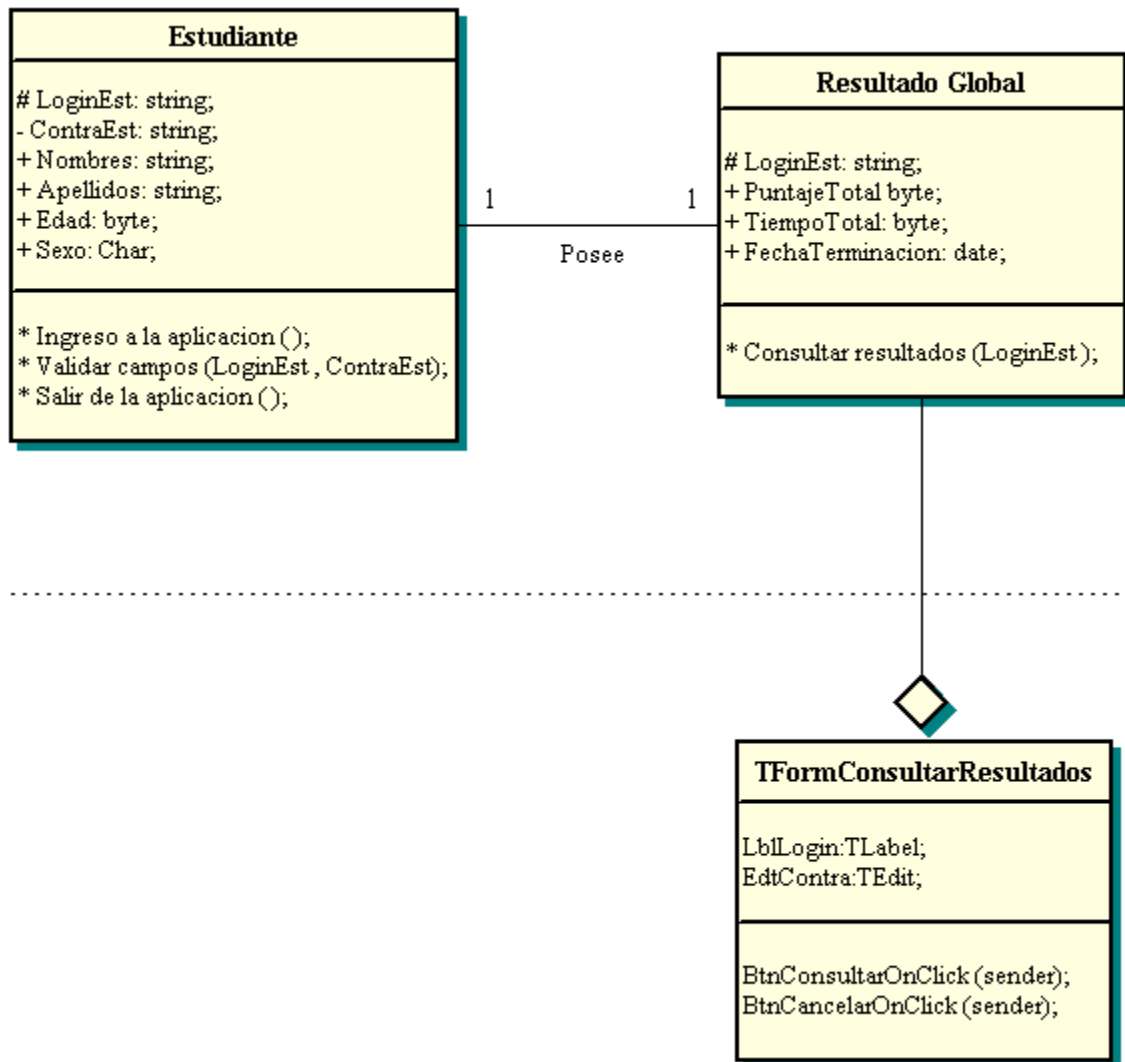 Estudiante
# LoginEst: string;
- ContraEst: string;
+ Nombres: string;
+ Apellidos: string;
+ Edad: byte;
+ Sexo: Char;
* Ingreso a la aplicacion ();
* Validar campos (LoginEst , ContraEst);
* Salir de la aplicacion ();
1
1
Posee
Resultado Global
# LoginEst: string;
+ PuntajeTotal byte;
+ TiempoTotal: byte;
+ FechaTerminacion: date;
* Consultar resultados (LoginEst );
TFormConsultarResultados
LblLogin:TLabel;
EdtContra:TEdit;
BtnConsultarOnClick (sender);
BtnCancelarOnClick (sender);